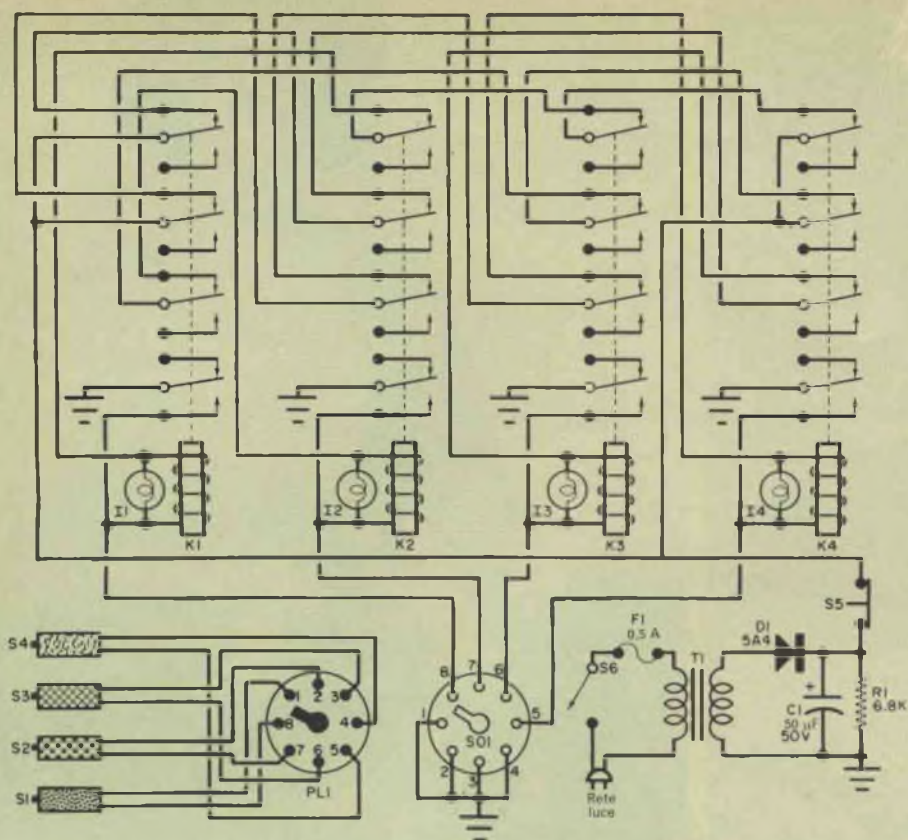 I1
K1
I2
K2
I3
K3
I4
K4
S5
S4
S3
S2
S1
1
2
3
4
5
6
7
8
PL1
8
7
6
1
5
SO1
2
3
4
F1
0,5 A
S6
Rete
luce
T1
D1
5A4
+
C1
50 µF
50V
R1
6.8K